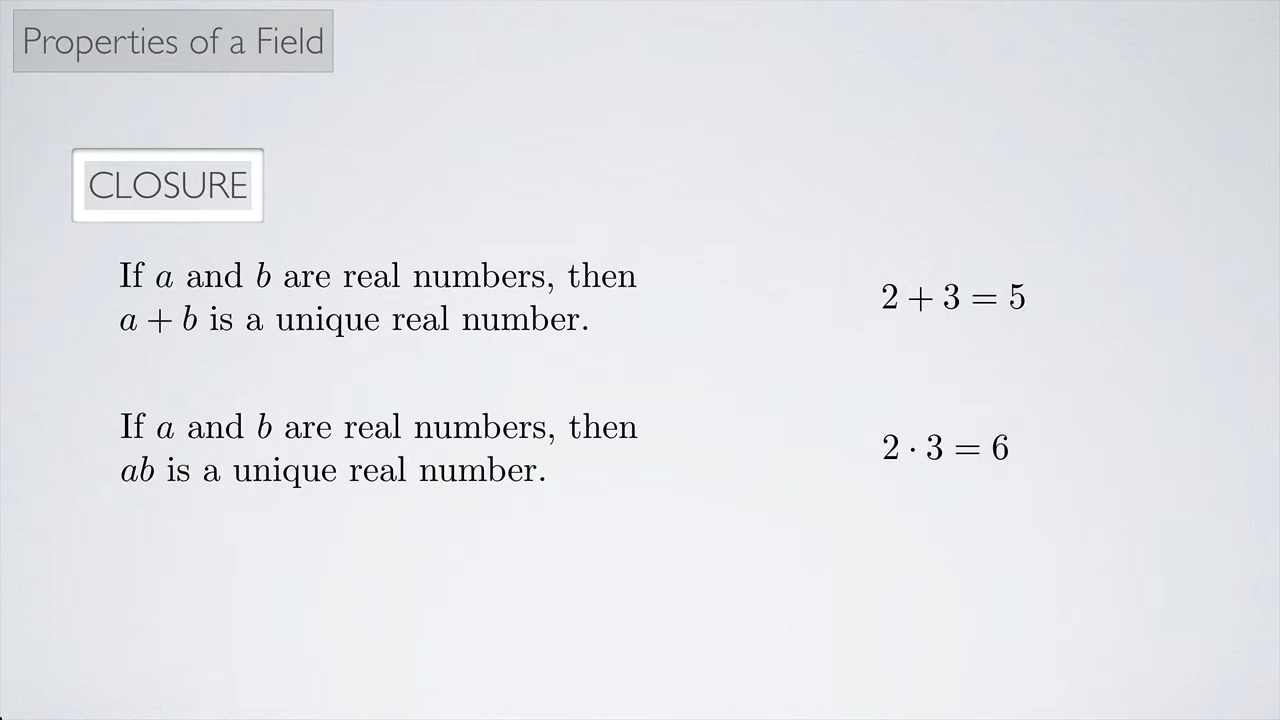 Properties of a Field
CLOSURE
If a and b are real numbers, then
a + b is a unique real number.
2 + 3 = 5
If a and b are real numbers, then
ab is a unique real number.
2 · 3 = 6